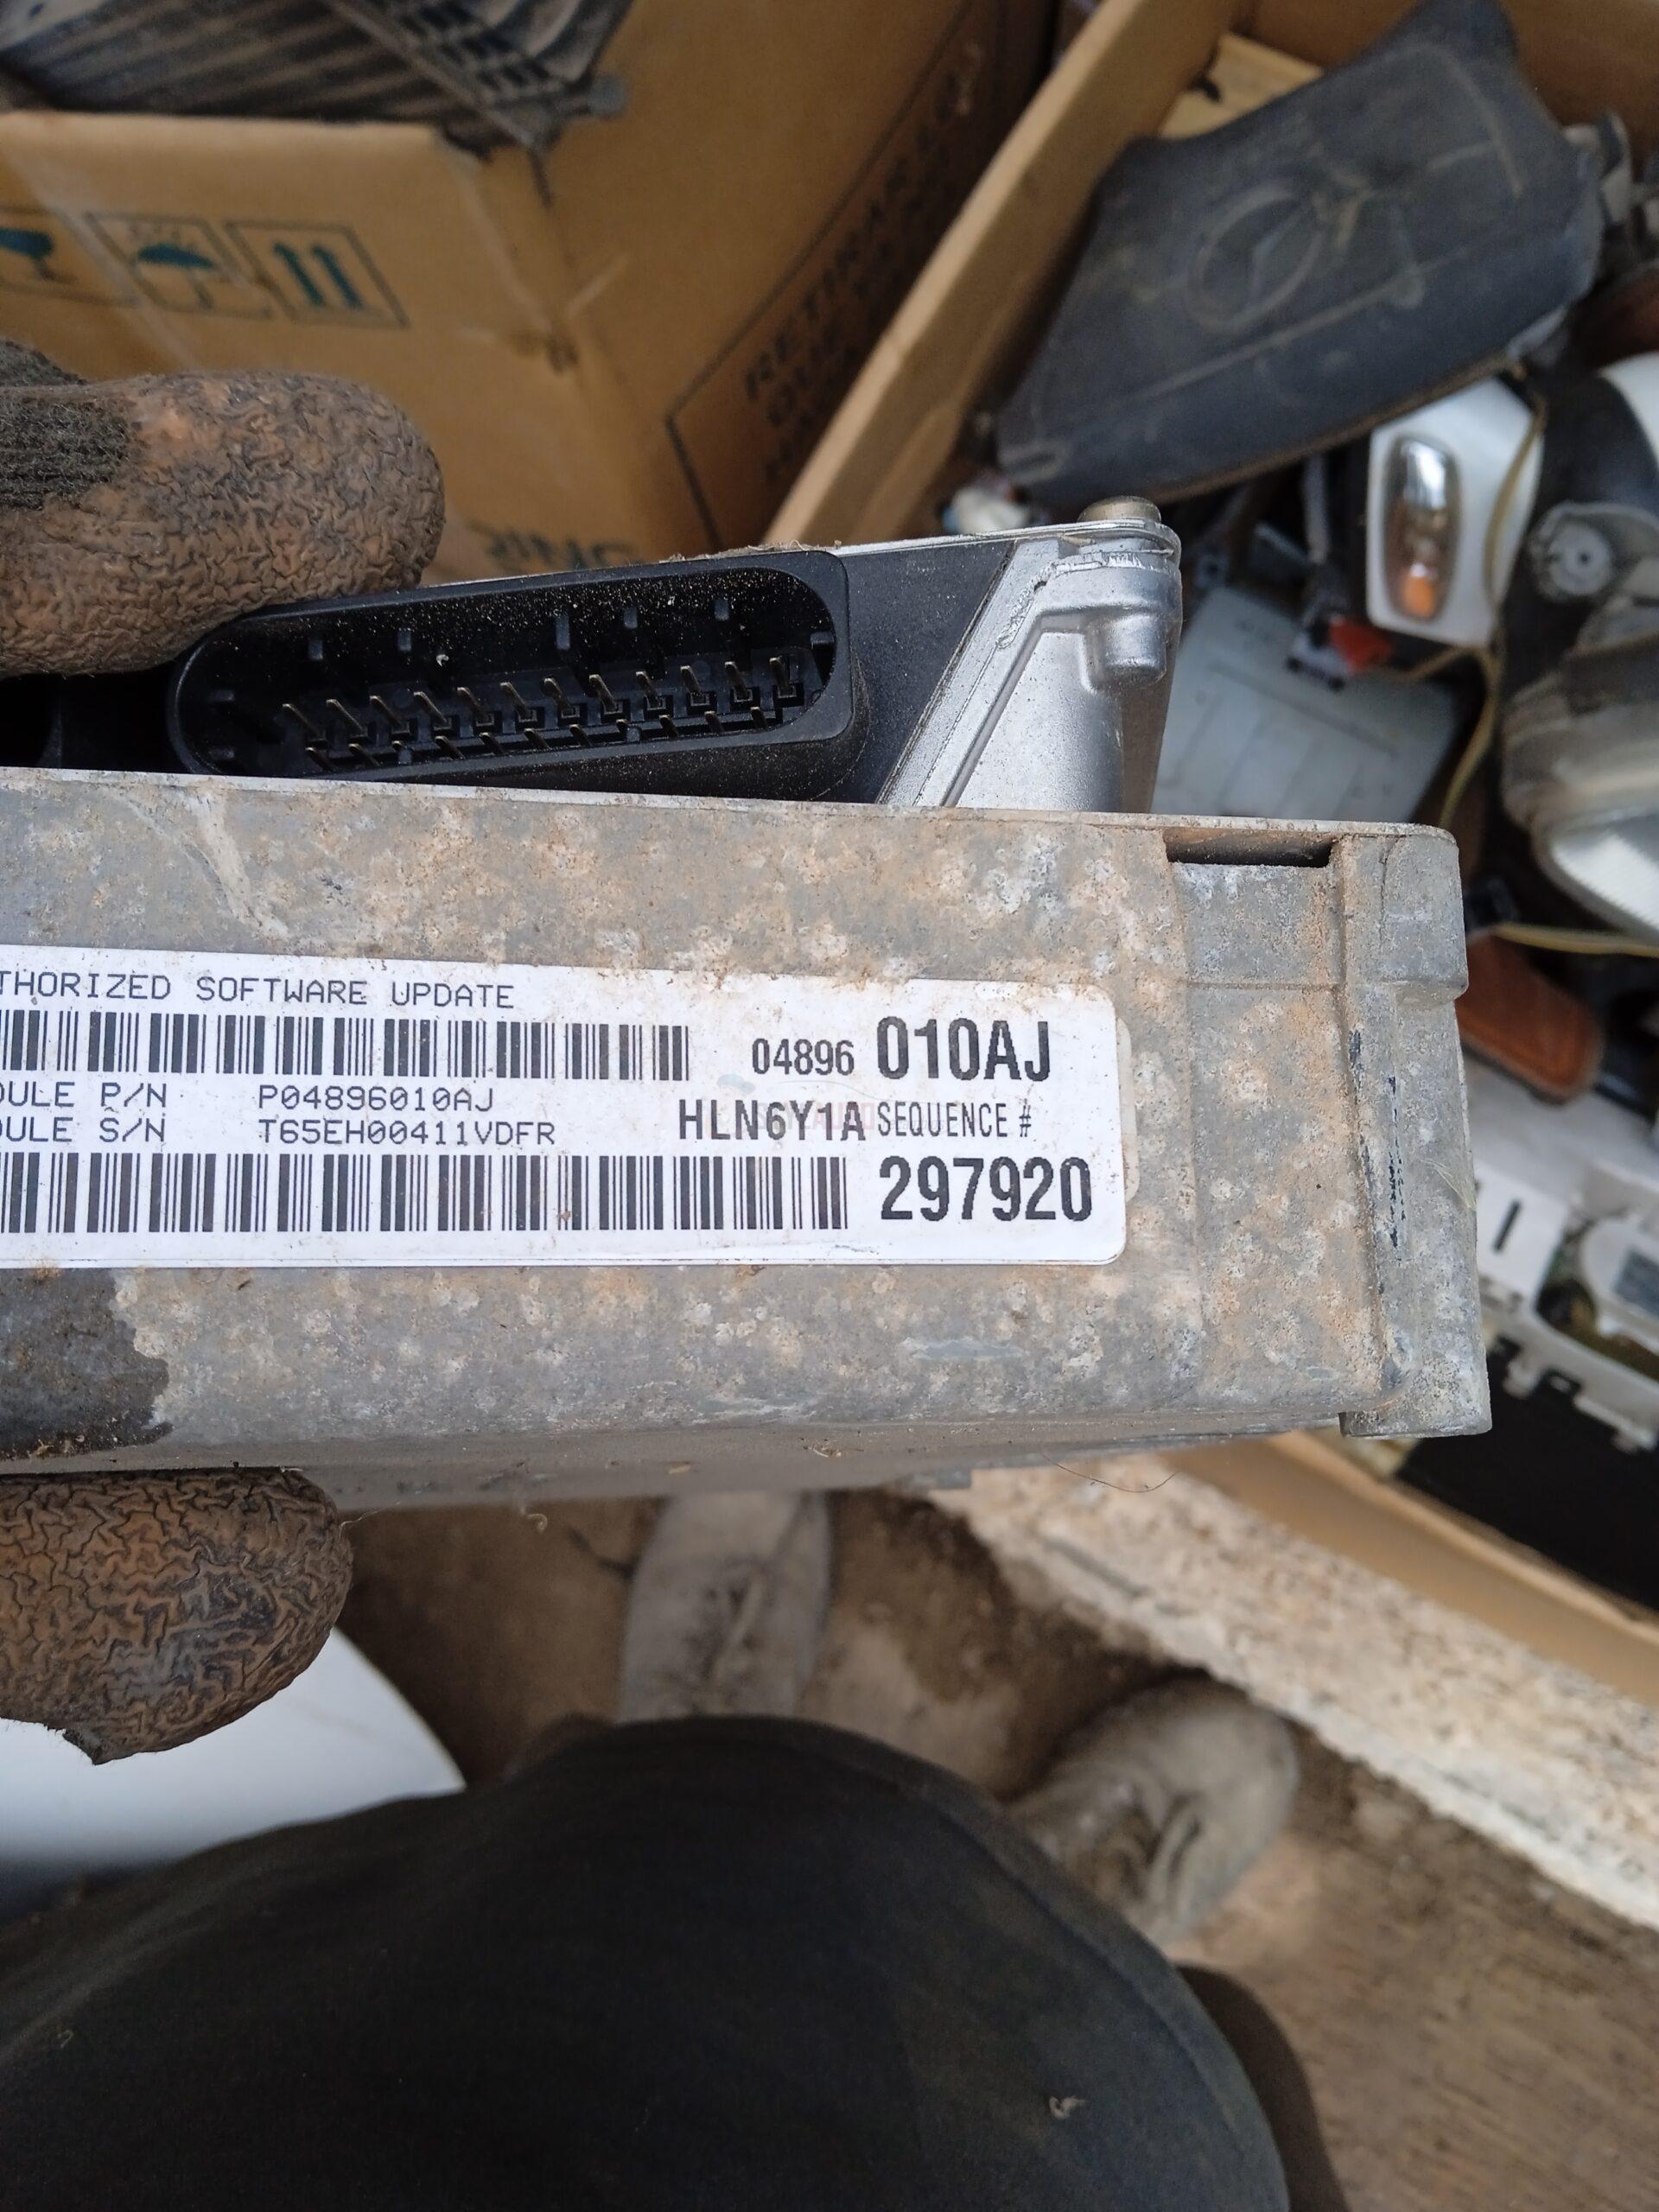 THORIZED SOFTWARE UPDATE
04896 010AJ
DULE P/N P04896010AJ
DULE S/N T65EH00411VDFR
HLN6Y1A SEQUENCE #
297920